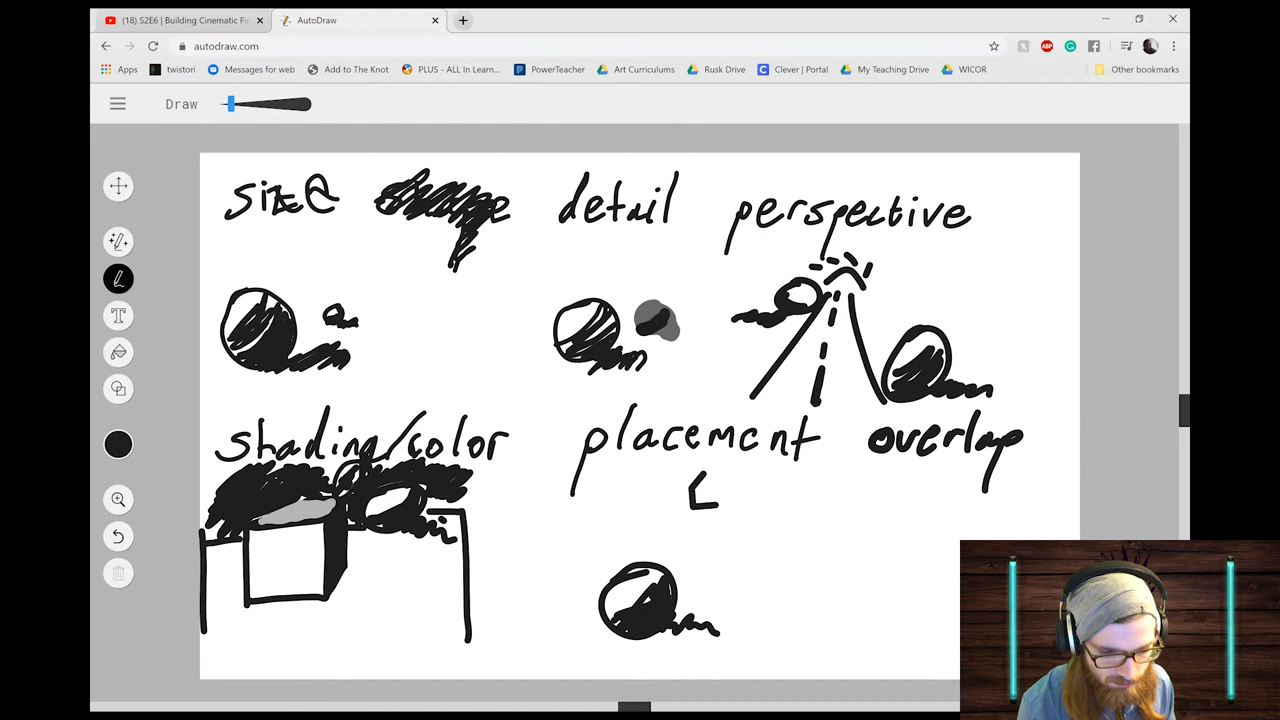 (18) S2E6 | Building Cinematic Fi
AutoDraw
autodraw.com
Apps
twistori
Messages for web
Add to The Knot
PLUS - ALL In Learn...
PowerTeacher
Art Curriculums
Rusk Drive
Clever | Portal
My Teaching Drive
WICOR
Other bookmarks
Draw
size detail perspective
shading/color placement overlap